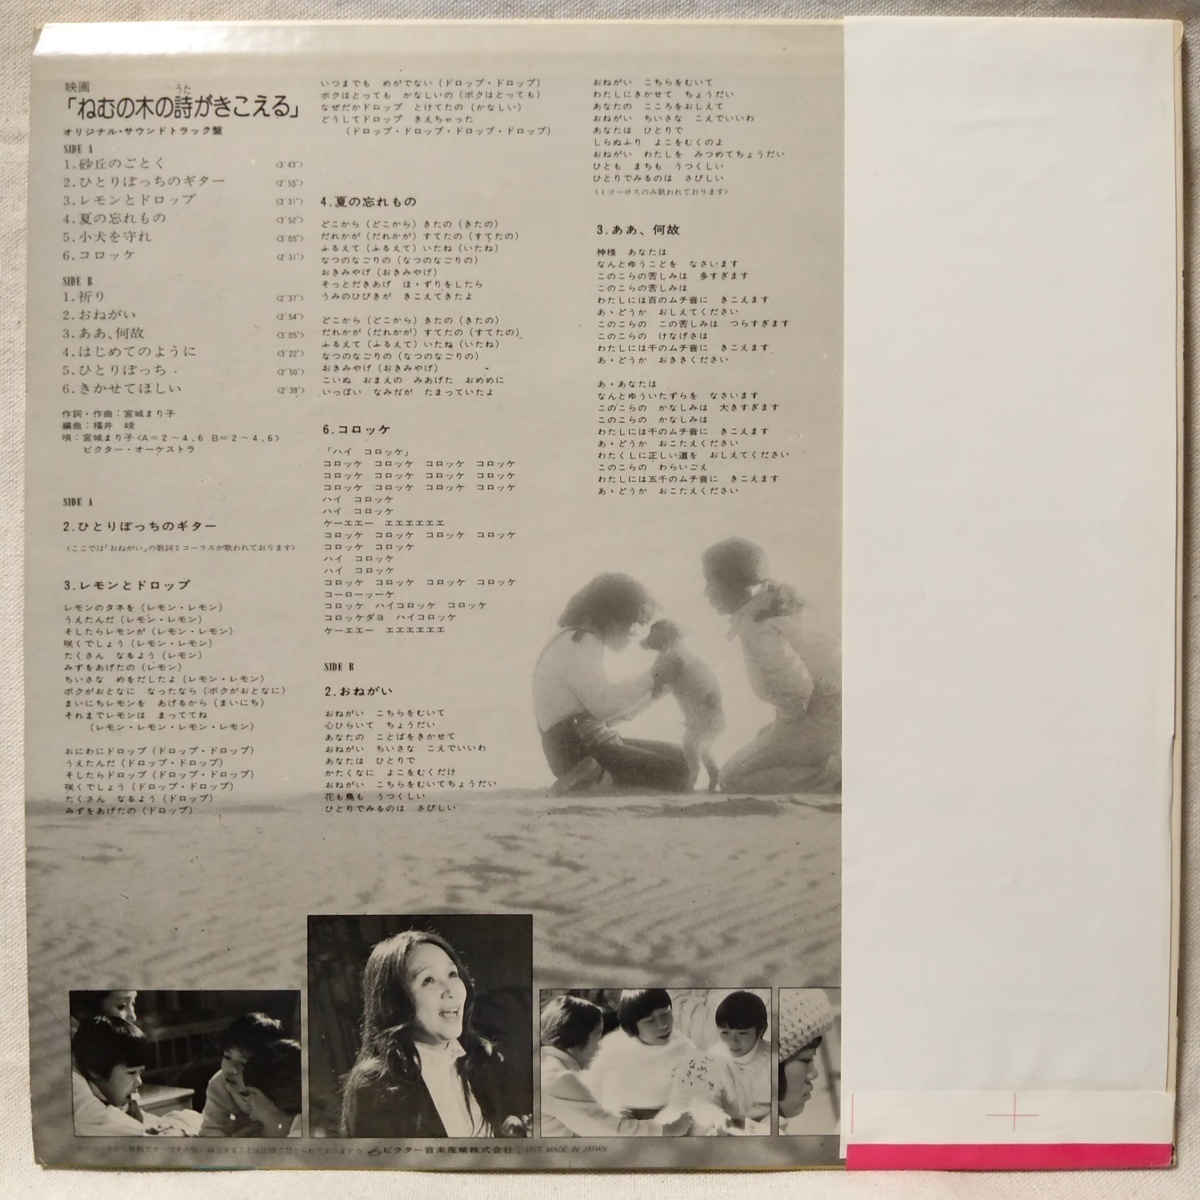 映画
うた
「ねむの木の詩がきこえる」
オリジナル・サウンドトラック盤
SIDE A
1.砂丘のごとく 〈3′43″〉
2.ひとりぼっちのギター 〈2′55″〉
3.レモンとドロップ 〈3′31″〉
4.夏の忘れもの 〈3′52″〉
5.小犬を守れ 〈3′05″〉
6.コロッケ 〈2′31″〉
SIDE B
1.祈り 〈2′37″〉
2.おねがい 〈2′54″〉
3.ああ、何故 〈3′05″〉
4.はじめてのように 〈3′22″〉
5.ひとりぼっち 〈2′50″〉
6.きかせてほしい 〈2′39″〉
作詞・作曲：宮城まり子
編曲：福井 崚
唄：宮城まり子〈A＝2～4、6 B＝2～4、6〉
ビクター・オーケストラ
SIDE A
2.ひとりぼっちのギター
〈ここでは「おねがい」の歌詞2コーラスが歌われております〉
3.レモンとドロップ
レモンのタネを（レモン・レモン）
うえたんだ（レモン・レモン）
そしたらレモンが（レモン・レモン）
咲くでしょう（レモン・レモン）
たくさん なるよう（レモン）
みずをあげたの（レモン）
ちいさな めをだしたよ（レモン・レモン）
ボクがおとなに なったなら（ボクがおとなに）
まいにちレモンを あげるから（まいにち）
それまでレモンは まっててね
（レモン・レモン・レモン・レモン）
おにわにドロップ（ドロップ・ドロップ）
うえたんだ（ドロップ・ドロップ）
そしたらドロップ（ドロップ・ドロップ）
咲くでしょう（ドロップ・ドロップ）
たくさん なるよう（ドロップ）
みずをあげたの（ドロップ）
いつまでも めがでない（ドロップ・ドロップ）
ボクはとっても かなしいの（ボクはとっても）
なぜだかドロップ とけてたの（かなしい）
どうしてドロップ きえちゃった
（ドロップ・ドロップ・ドロップ・ドロップ）
4.夏の忘れもの
どこから（どこから）きたの（きたの）
だれかが（だれかが）すてたの（すてたの）
ふるえて（ふるえて）いたね（いたね）
なつのなごりの（なつのなごりの）
おきみやげ（おきみやげ）
そっとだきあげ ほゝずりをしたら
うみのひびきが きこえてきたよ
どこから（どこから）きたの（きたの）
だれかが（だれかが）すてたの（すてたの）
ふるえて（ふるえて）いたね（いたね）
なつのなごりの（なつのなごりの）
おきみやげ（おきみやげ）
こいぬ おまえの みあげた おめめに
いっぱい なみだが たまっていたよ
6.コロッケ
「ハイ コロッケ」
コロッケ コロッケ コロッケ コロッケ
コロッケ コロッケ コロッケ コロッケ
コロッケ コロッケ コロッケ コロッケ
ハイ コロッケ
ハイ コロッケ
ケーエエー エエエエエエ
コロッケ コロッケ コロッケ コロッケ
コロッケ コロッケ
ハイ コロッケ
ハイ コロッケ
コロッケ コロッケ コロッケ コロッケ
コーローッーケ
コロッケ ハイコロッケ コロッケ
コロッケダヨ ハイコロッケ
ケーエエー エエエエエエ
SIDE B
2.おねがい
おねがい こちらをむいて
心ひらいて ちょうだい
あなたの ことばをきかせて
おねがい ちいさな こえでいいわ
あなたは ひとりで
かたくなに よこをむくだけ
おねがい こちらをむいてちょうだい
花も鳥も うつくしい
ひとりでみるのは さびしい
おねがい こちらをむいて
わたしにきかせて ちょうだい
あなたの こころをおしえて
おねがい ちいさな こえでいいわ
あなたは ひとりで
しらぬふり よこをむくのよ
おねがい わたしを みつめてちょうだい
ひとも まちも うつくしい
ひとりでみるのは さびしい
〈1コーラスのみ歌われております〉
3.ああ、何故
神様 あなたは
なんとゆうことを なさいます
このこらの苦しみは 多すぎます
このこらの苦しみは
わたしには百のムチ音に きこえます
あゝどうか おしえてください
このこらの この苦しみは つらすぎます
このこらの けなげさは
わたしには千のムチ音に きこえます
あゝどうか おききください
あゝあなたは
なんとゆういたずらを なさいます
このこらの かなしみは 大きすぎます
このこらの かなしみは
わたしには千のムチ音に きこえます
あゝどうか おこたえください
わたくしに正しい道を おしえてください
このこらの わらいごえ
わたしには五千のムチ音に きこえます
あゝどうか おこたえください
ごめんなさい
ビクター音楽産業株式会社 1977 MADE IN JAPAN